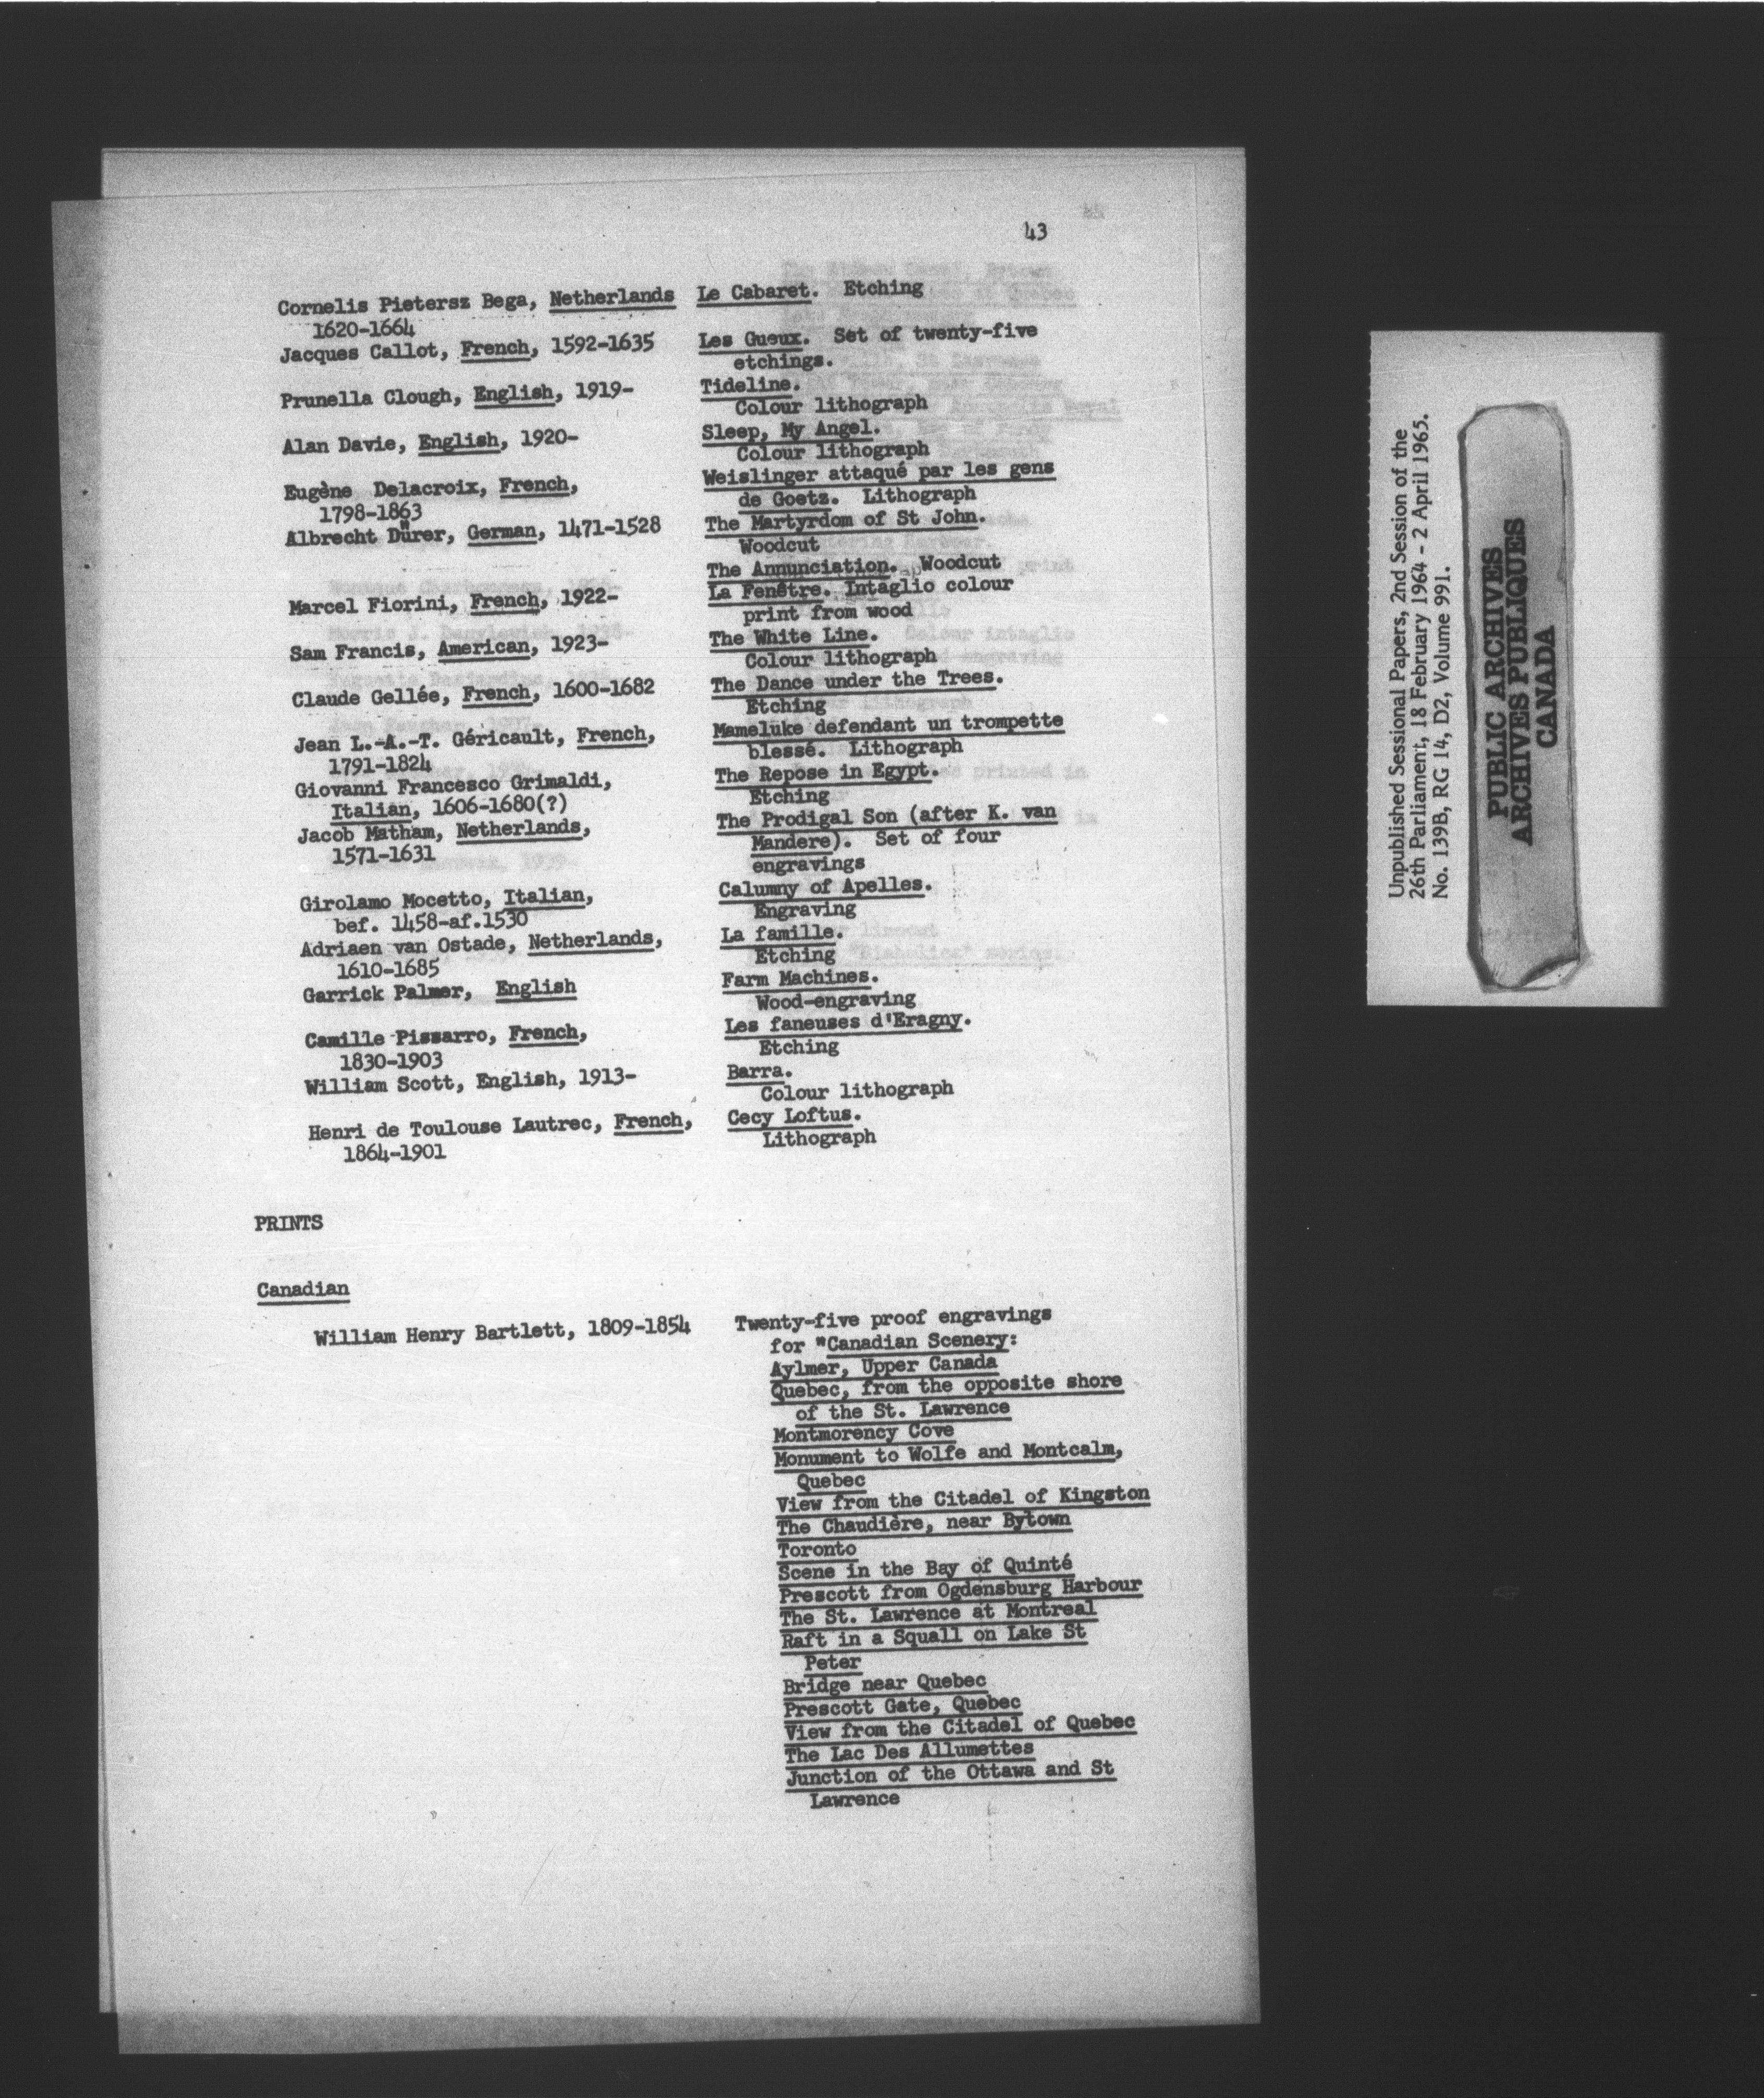 43
Cornelis Pietersz Bega, Netherlands Le Cabaret. Etching
1620-1664
Jacques Callot, French, 1592-1635 Les Gueux. Set of twenty-five
etchings.
Prunella Clough, English, 1919- Tideline.
Colour lithograph
Alan Davie, English, 1920- Sleep, My Angel.
Colour lithograph
Eugène Delacroix, French, Weislinger attaqué par les gens
1798-1863 de Goetz. Lithograph
Albrecht Dürer, German, 1471-1528 The Martyrdom of St John.
Woodcut
The Annunciation. Woodcut
Marcel Fiorini, French, 1922- La Fenêtre. Intaglio colour
print from wood
Sam Francis, American, 1923- The White Line.
Colour lithograph
Claude Gellée, French, 1600-1682 The Dance under the Trees.
Etching
Jean L.-A.-T. Géricault, French, Mameluke defendant un trompette
1791-1824 blessé. Lithograph
Giovanni Francesco Grimaldi, The Repose in Egypt.
Italian, 1606-1680(?) Etching
Jacob Matham, Netherlands, The Prodigal Son (after K. van
1571-1631 Mandere). Set of four
engravings
Girolamo Mocetto, Italian, Calumny of Apelles.
bef. 1458-af.1530 Engraving
Adriaen van Ostade, Netherlands, La famille.
1610-1685 Etching
Garrick Palmer, English Farm Machines.
Wood-engraving
Camille Pissarro, French, Les faneuses d'Eragny.
1830-1903 Etching
William Scott, English, 1913- Barra.
Colour lithograph
Henri de Toulouse Lautrec, French, Cecy Loftus.
1864-1901 Lithograph
PRINTS
Canadian
William Henry Bartlett, 1809-1854 Twenty-five proof engravings
for "Canadian Scenery:
Aylmer, Upper Canada
Quebec, from the opposite shore
of the St. Lawrence
Montmorency Cove
Monument to Wolfe and Montcalm,
Quebec
View from the Citadel of Kingston
The Chaudière, near Bytown
Toronto
Scene in the Bay of Quinté
Prescott from Ogdensburg Harbour
The St. Lawrence at Montreal
Raft in a Squall on Lake St
Peter
Bridge near Quebec
Prescott Gate, Quebec
View from the Citadel of Quebec
The Lac Des Allumettes
Junction of the Ottawa and St
Lawrence
Unpublished Sessional Papers, 2nd Session of the
26th Parliament, 18 February 1964 - 2 April 1965.
No. 139B, RG 14, D2, Volume 991.
PUBLIC ARCHIVES
ARCHIVES PUBLIQUES
CANADA